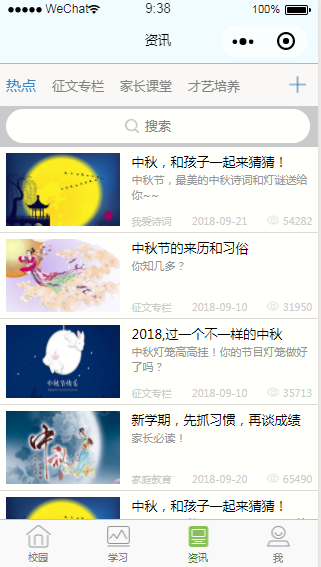 WeChat 9:38 100%
资讯
热点 征文专栏 家长课堂 才艺培养
搜索
中秋，和孩子一起来猜猜！
中秋节，最美的中秋诗词和灯谜送给
你~~
我爱诗词 2018-09-21 54282
中秋节的来历和习俗
你知几多？
征文专栏 2018-09-10 31950
2018,过一个不一样的中秋
中秋灯笼高高挂！你的节目灯笼做好
了吗？
中秋节快乐
征文专栏 2018-09-10 35713
新学期，先抓习惯，再谈成绩
家长必读！
中秋
家庭教育 2018-09-20 65490
中秋，和孩子一起来猜猜！
校园 学习 资讯 我